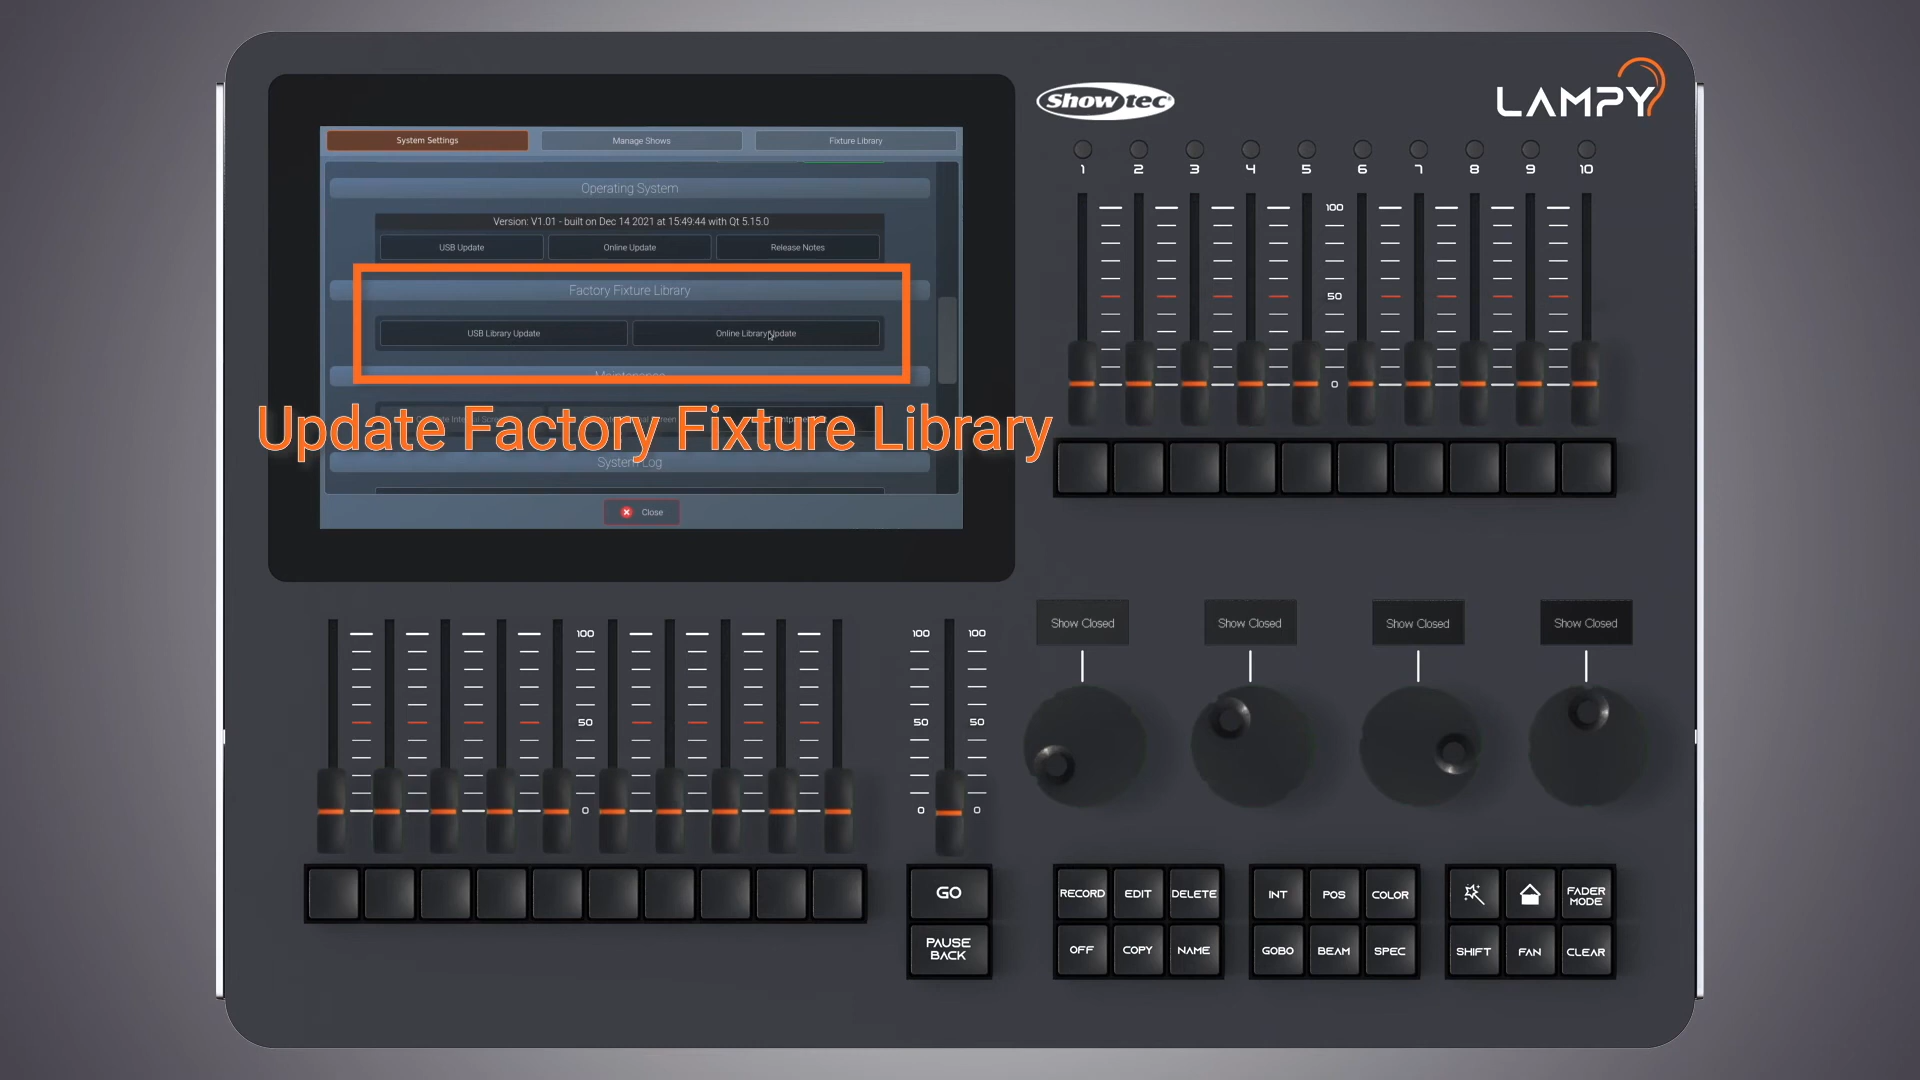 Showtec
LAMPY
System Settings
Manage Shows
Fixture Library
Operating System
Version: V1.01 - built on Dec 14 2021 at 15:49:44 with Qt 5.15.0
USB Update
Online Update
Release Notes
Factory Fixture Library
USB Library Update
Online Library Update
Maintenance
Update Factory Fixture Library
System Log
Close
1 2 3 4 5 6 7 8 9 10
100
50
0
Show Closed
Show Closed
Show Closed
Show Closed
100
50
0
100 100
50 50
0 0
GO
PAUSE
BACK
RECORD EDIT DELETE
OFF COPY NAME
INT POS COLOR
GOBO BEAM SPEC
FADER
MODE
SHIFT FAN CLEAR